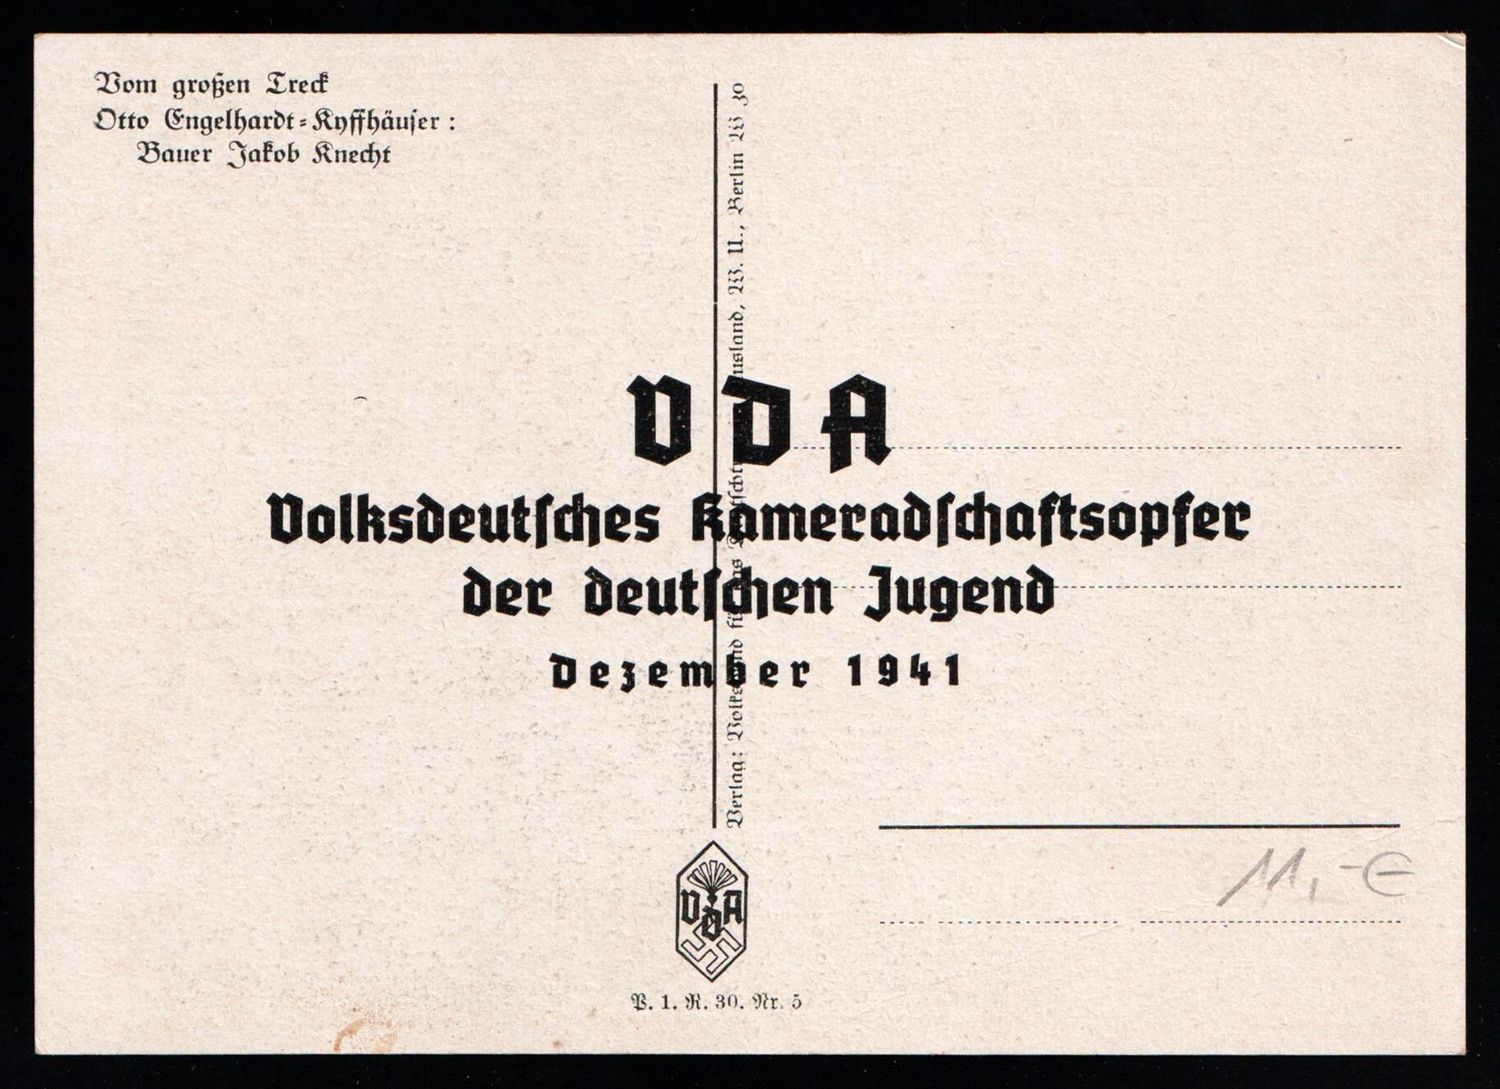 Vom großen Treck
Otto Engelhardt-Kyffhäuser:
Bauer Jakob Knecht
Verlag: Volksbund für das Deutschtum im Ausland, W. U., Berlin W 30
VDA
Volksdeutsches Kameradschaftsopfer
der deutschen Jugend
Dezember 1941
11,-€
VDA
P. 1. R. 30. Nr. 5